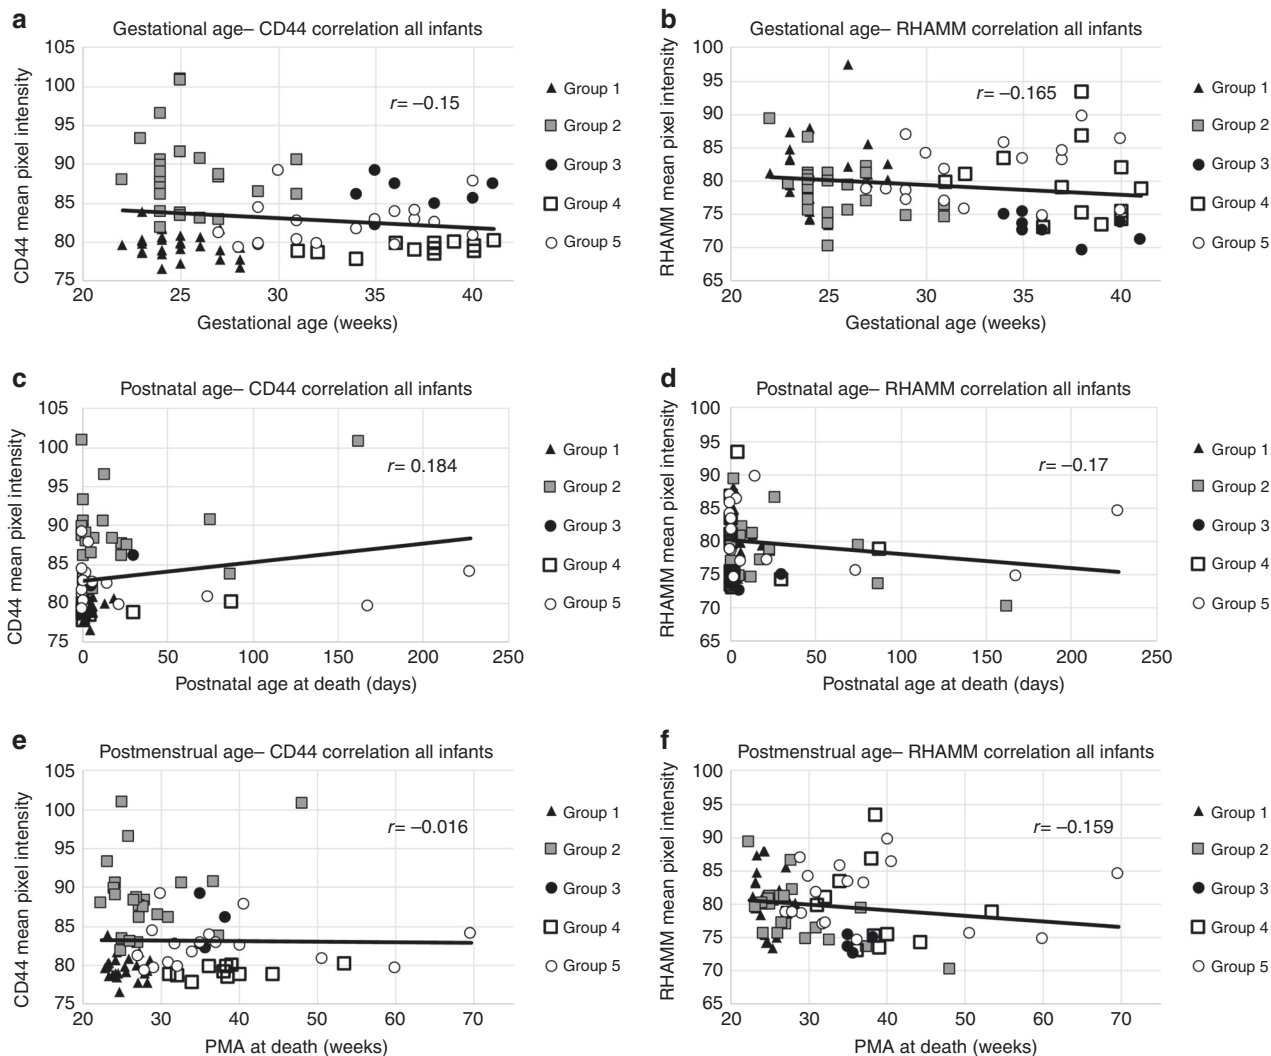 a
Gestational age– CD44 correlation all infants
105
100
95
90
85
80
75
20
25
30
35
40
CD44 mean pixel intensity
Gestational age (weeks)
r= –0.15
Group 1
Group 2
Group 3
Group 4
Group 5
b
Gestational age– RHAMM correlation all infants
100
95
90
85
80
75
70
65
20
25
30
35
40
RHAMM mean pixel intensity
Gestational age (weeks)
r= –0.165
Group 1
Group 2
Group 3
Group 4
Group 5
c
Postnatal age– CD44 correlation all infants
105
100
95
90
85
80
75
0
50
100
150
200
250
CD44 mean pixel intensity
Postnatal age at death (days)
r= 0.184
Group 1
Group 2
Group 3
Group 4
Group 5
d
Postnatal age– RHAMM correlation all infants
100
95
90
85
80
75
70
65
0
50
100
150
200
250
RHAMM mean pixel intensity
Postnatal age at death (days)
r= –0.17
Group 1
Group 2
Group 3
Group 4
Group 5
e
Postmenstrual age– CD44 correlation all infants
105
100
95
90
85
80
75
20
30
40
50
60
70
CD44 mean pixel intensity
PMA at death (weeks)
r= –0.016
Group 1
Group 2
Group 3
Group 4
Group 5
f
Postmenstrual age– RHAMM correlation all infants
100
95
90
85
80
75
70
65
20
30
40
50
60
70
RHAMM mean pixel intensity
PMA at death (weeks)
r= –0.159
Group 1
Group 2
Group 3
Group 4
Group 5